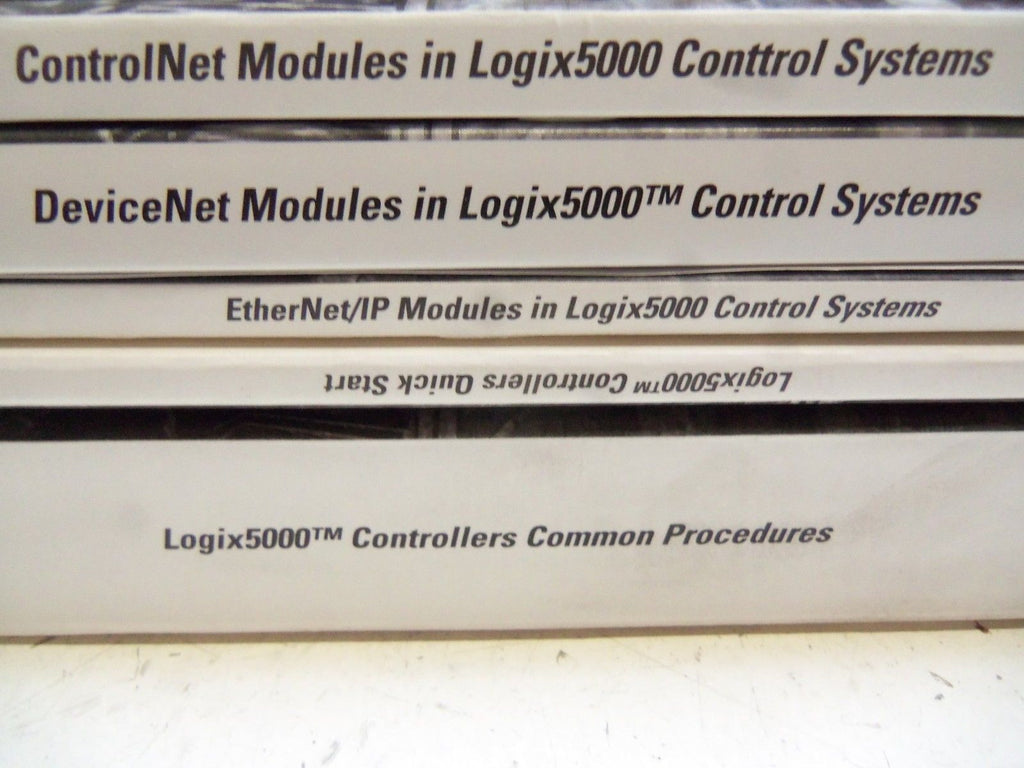 ControlNet Modules in Logix5000 Conttrol Systems
DeviceNet Modules in Logix5000™ Control Systems
EtherNet/IP Modules in Logix5000 Control Systems
Logix5000™ Controllers Quick Start
Logix5000™ Controllers Common Procedures